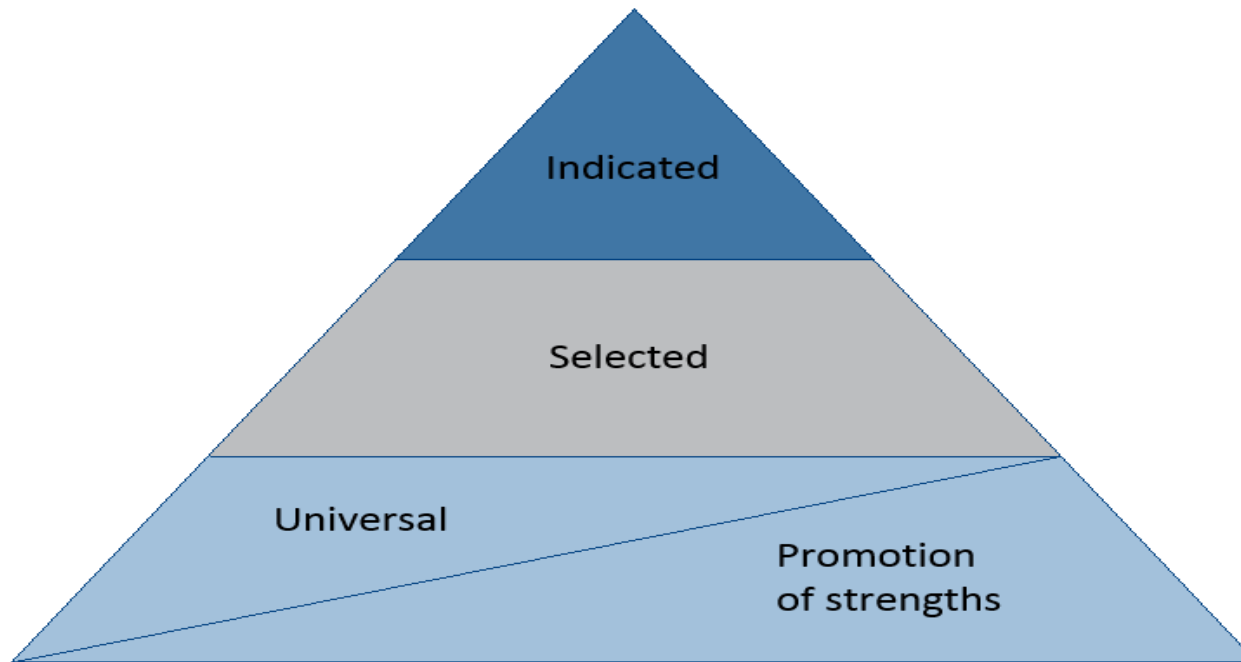 Indicated
Selected
Universal
Promotion
of strengths